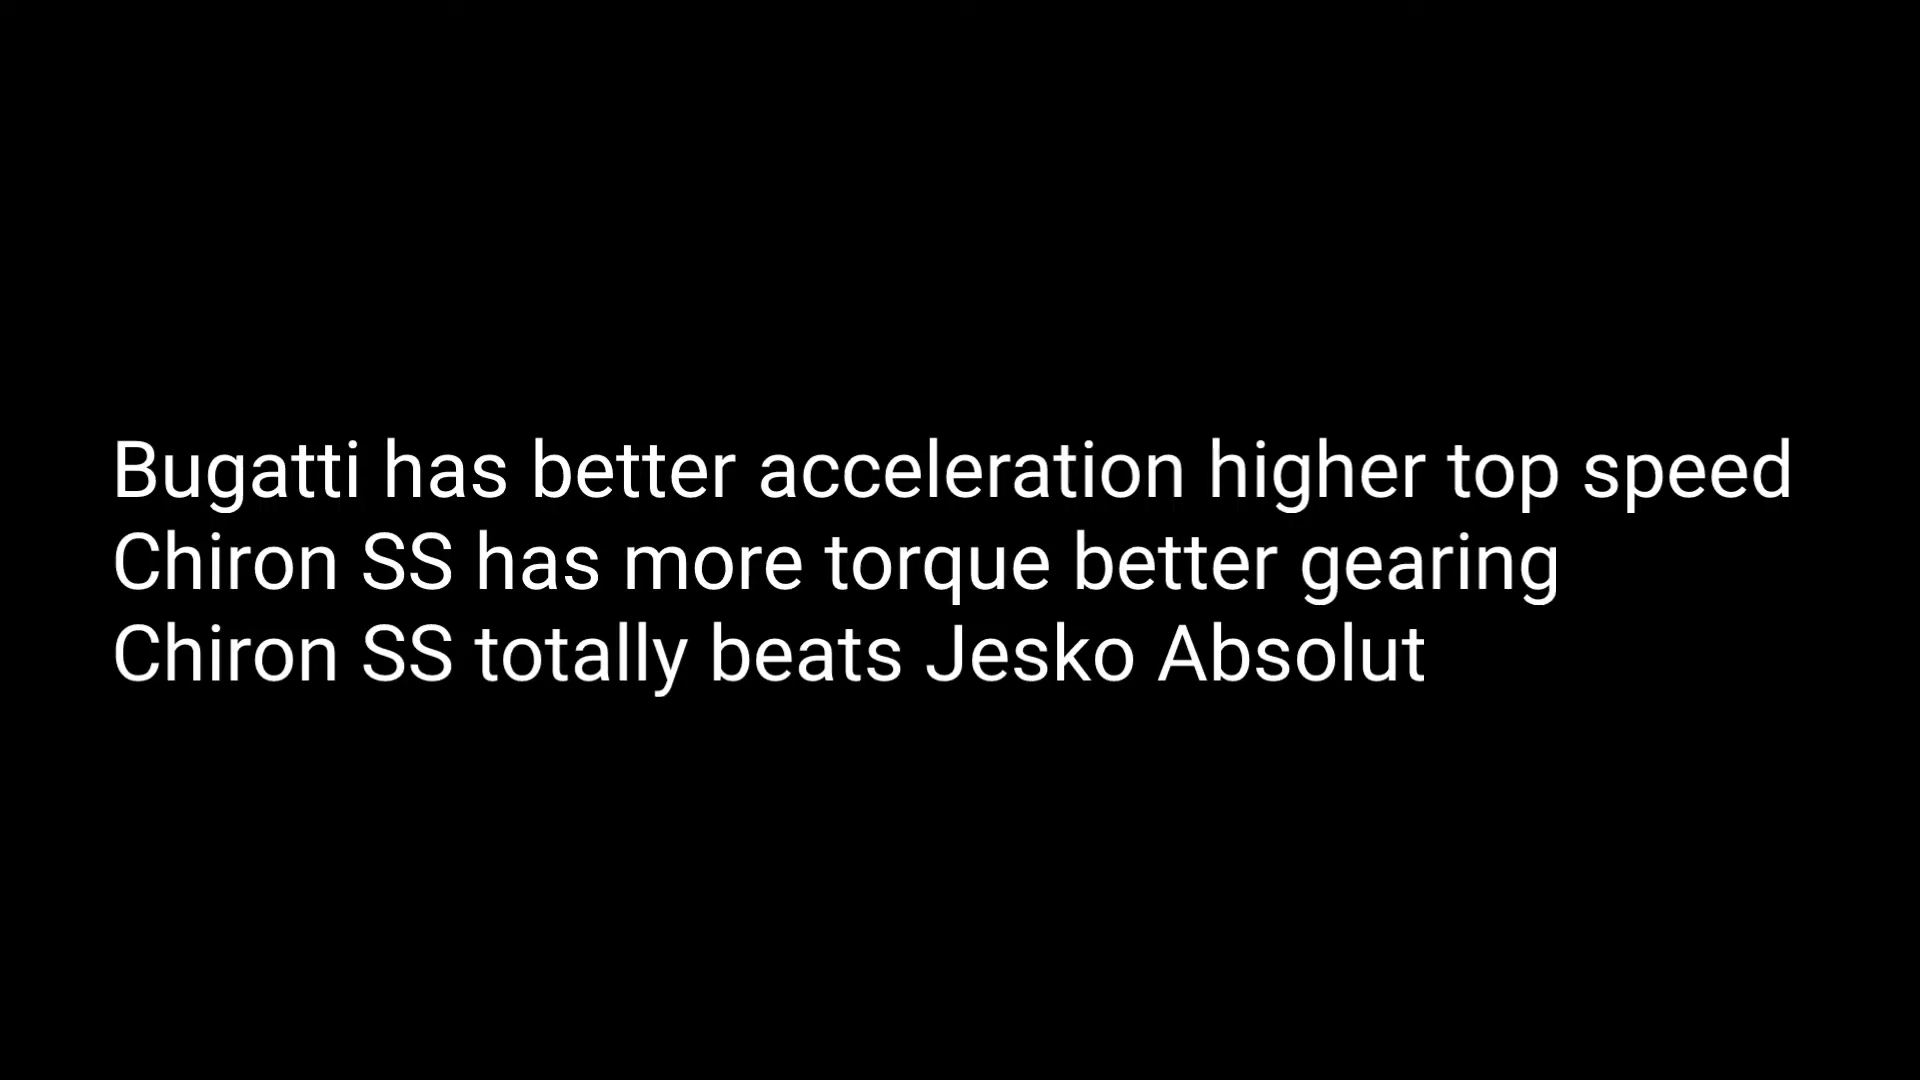 Bugatti has better acceleration higher top speed
Chiron SS has more torque better gearing
Chiron SS totally beats Jesko Absolut